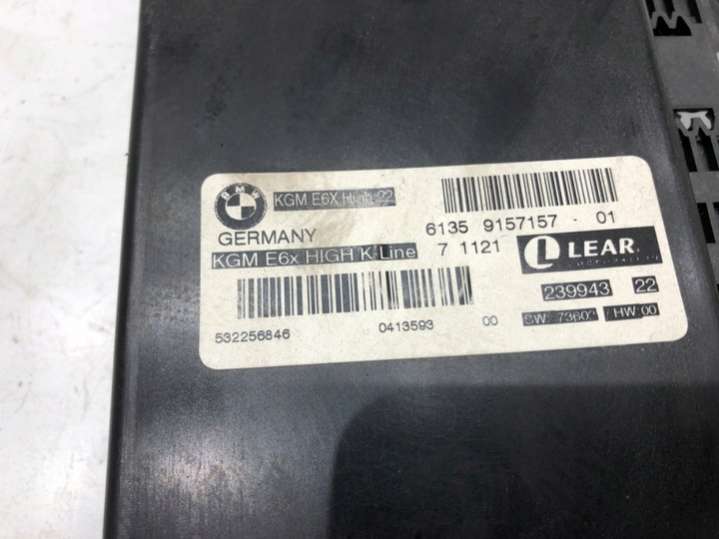 BMW
KGM E6X High 22
6135 9157157 - 01
GERMANY
KGM E6x HIGH K-Line
7 1121
LEAR
CORPORATION
239943 22
532256846 0413593 00
SW: HW:00